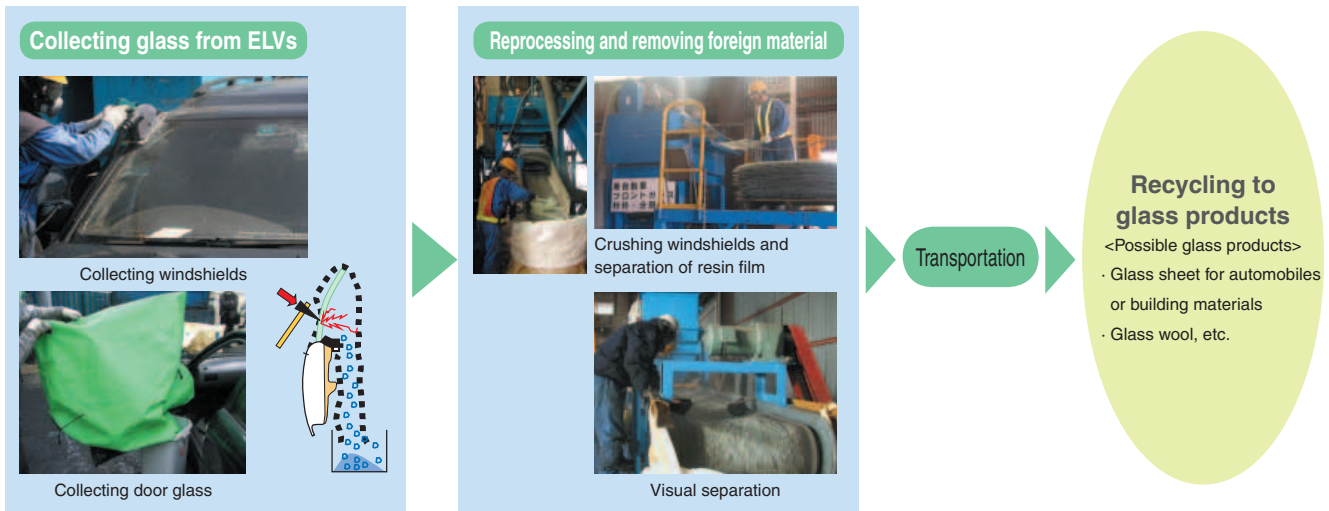 Collecting glass from ELVs
Collecting windshields
Collecting door glass
Reprocessing and removing foreign material
Crushing windshields and
separation of resin film
Visual separation
Transportation
Recycling to
glass products
<Possible glass products>
· Glass sheet for automobiles
or building materials
· Glass wool, etc.